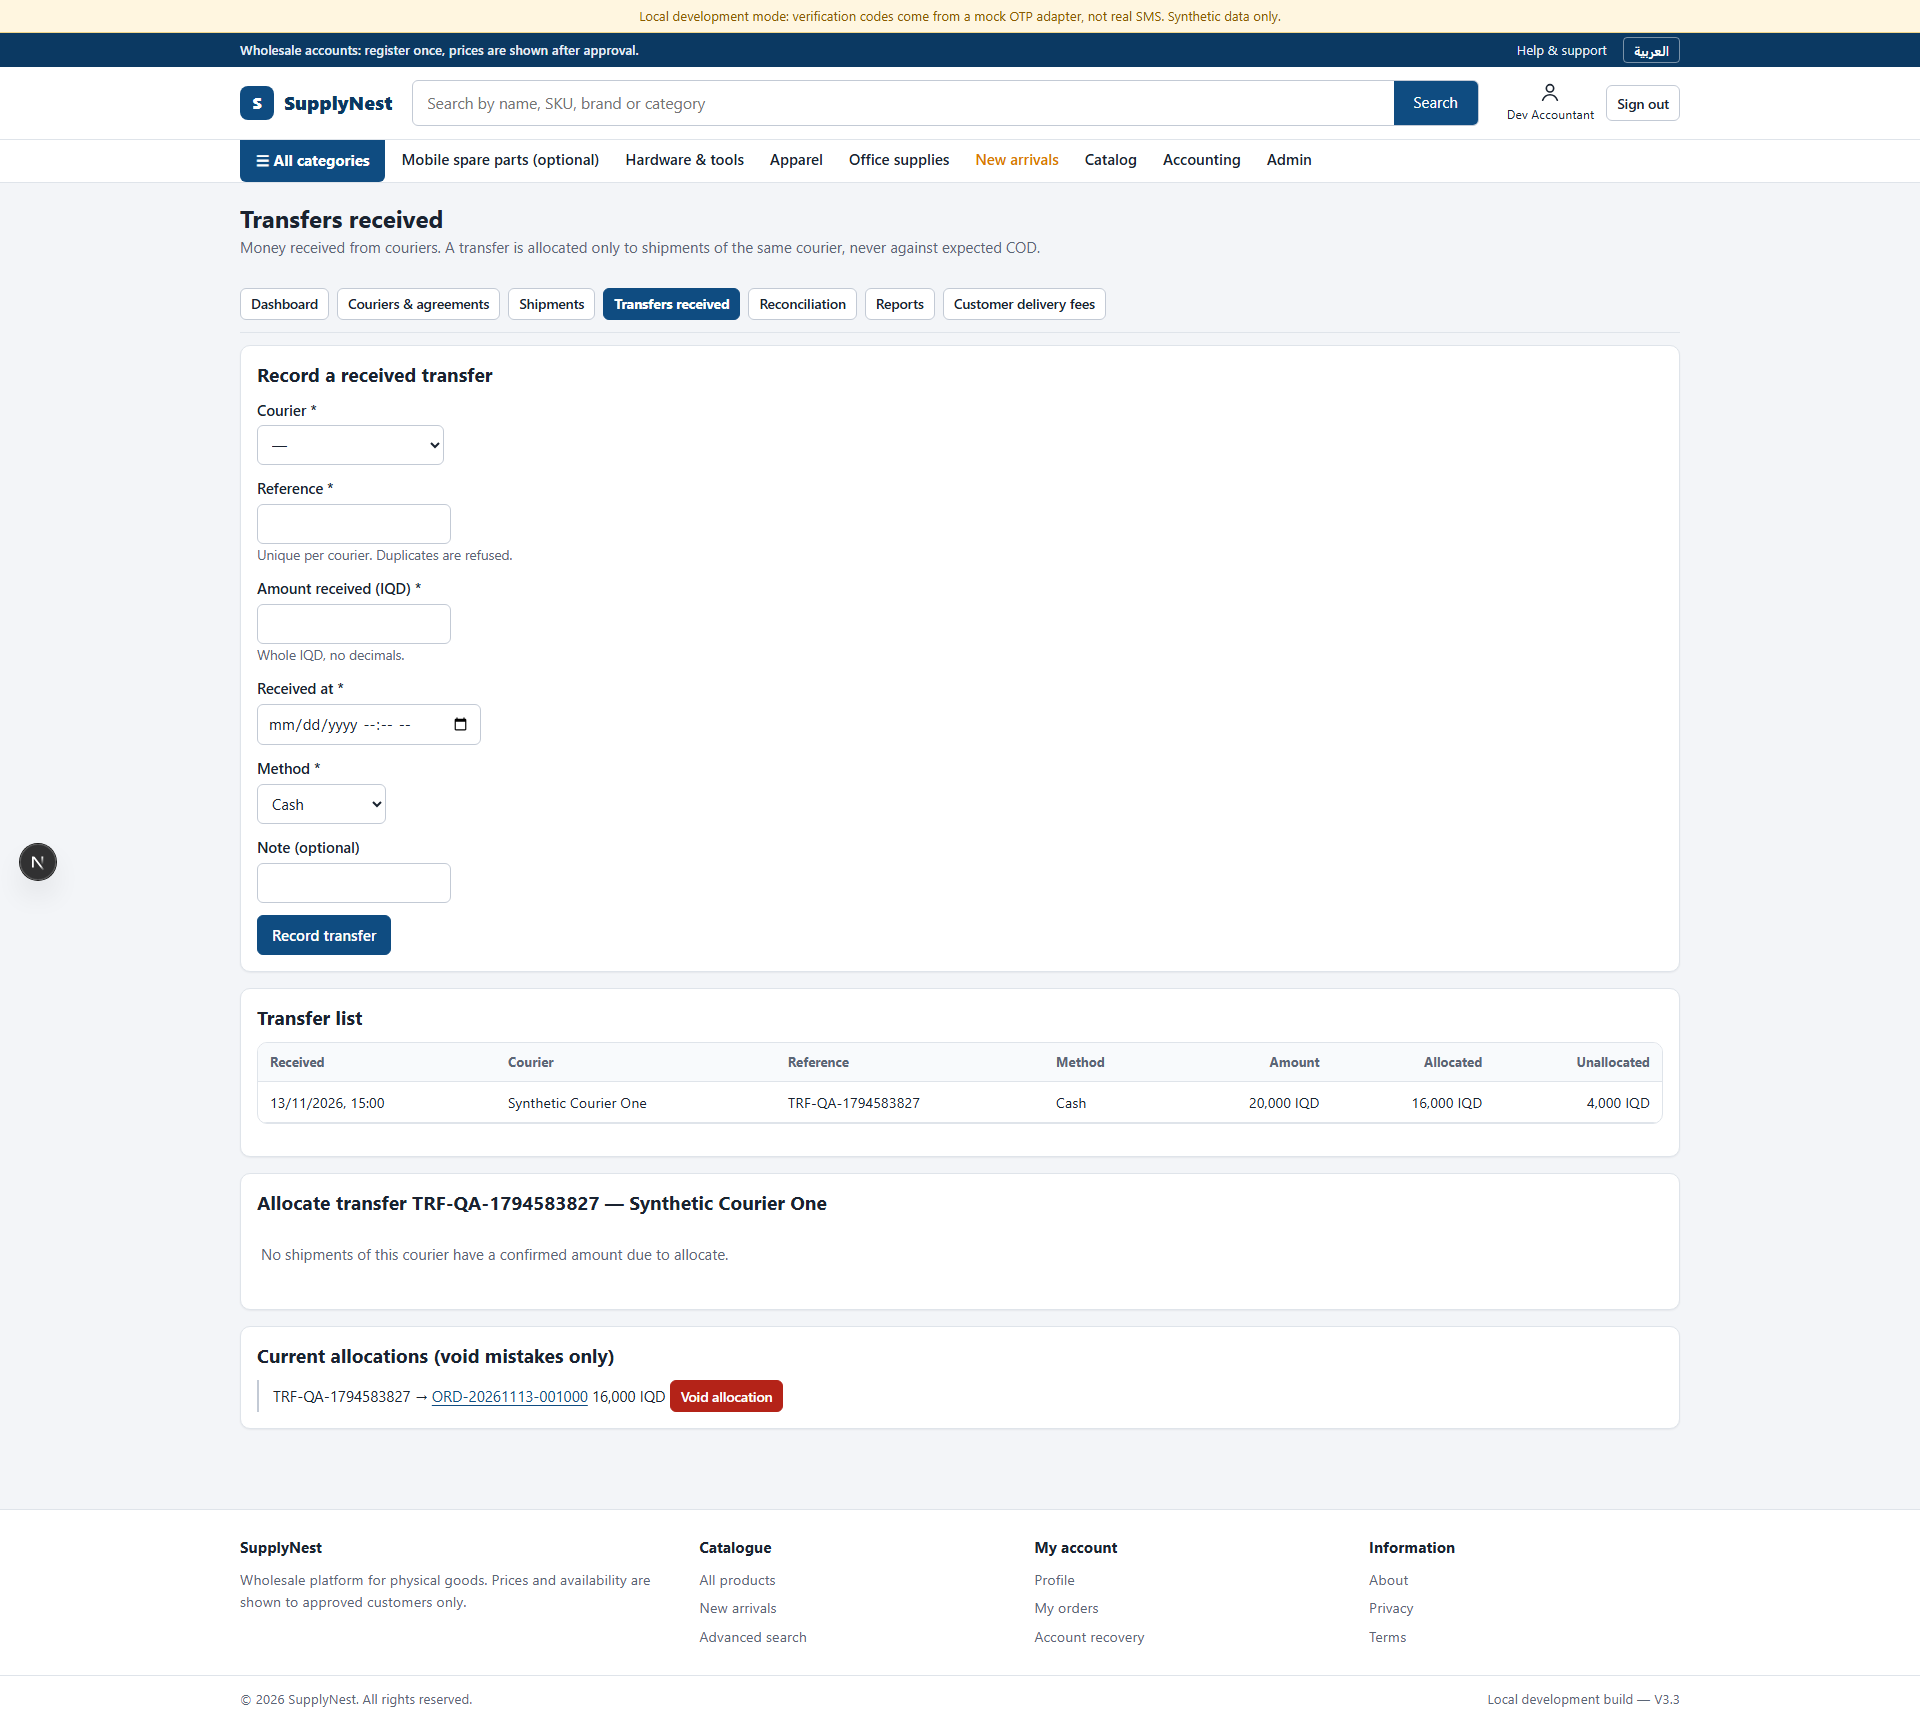 Local development mode: verification codes come from a mock OTP adapter, not real SMS. Synthetic data only.
Wholesale accounts: register once, prices are shown after approval.
Help & support
العربية
S SupplyNest
Search by name, SKU, brand or category
Search
Dev Accountant
Sign out
☰ All categories
Mobile spare parts (optional)
Hardware & tools
Apparel
Office supplies
New arrivals
Catalog
Accounting
Admin
Transfers received
Money received from couriers. A transfer is allocated only to shipments of the same courier, never against expected COD.
Dashboard
Couriers & agreements
Shipments
Transfers received
Reconciliation
Reports
Customer delivery fees
Record a received transfer
Courier *
—
Reference *
Unique per courier. Duplicates are refused.
Amount received (IQD) *
Whole IQD, no decimals.
Received at *
mm/dd/yyyy --:-- --
Method *
Cash
Note (optional)
N
Record transfer
Transfer list
Received Courier Reference Method Amount Allocated Unallocated
13/11/2026, 15:00 Synthetic Courier One TRF-QA-1794583827 Cash 20,000 IQD 16,000 IQD 4,000 IQD
Allocate transfer TRF-QA-1794583827 — Synthetic Courier One
No shipments of this courier have a confirmed amount due to allocate.
Current allocations (void mistakes only)
TRF-QA-1794583827 → ORD-20261113-001000 16,000 IQD Void allocation
SupplyNest
Wholesale platform for physical goods. Prices and availability are
shown to approved customers only.
Catalogue
All products
New arrivals
Advanced search
My account
Profile
My orders
Account recovery
Information
About
Privacy
Terms
© 2026 SupplyNest. All rights reserved.
Local development build — V3.3